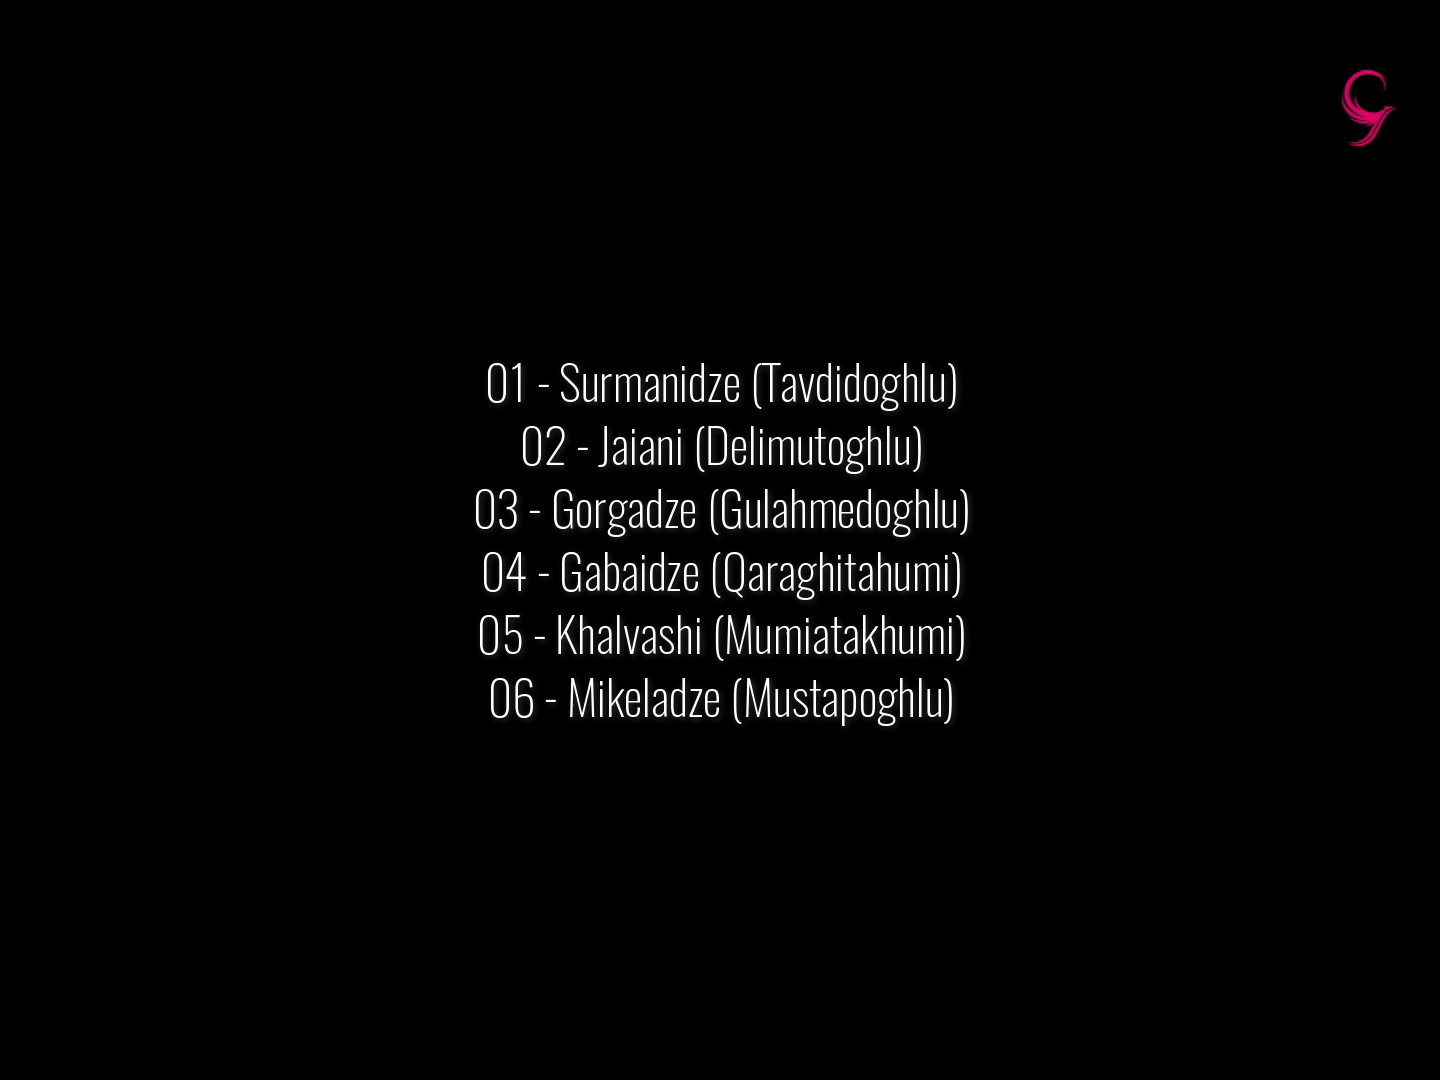 01 - Surmanidze (Tavdidoghlu)
02 - Jaiani (Delimutoghlu)
03 - Gorgadze (Gulahmedoghlu)
04 - Gabaidze (Qaraghitahumi)
05 - Khalvashi (Mumiatakhumi)
06 - Mikeladze (Mustapoghlu)